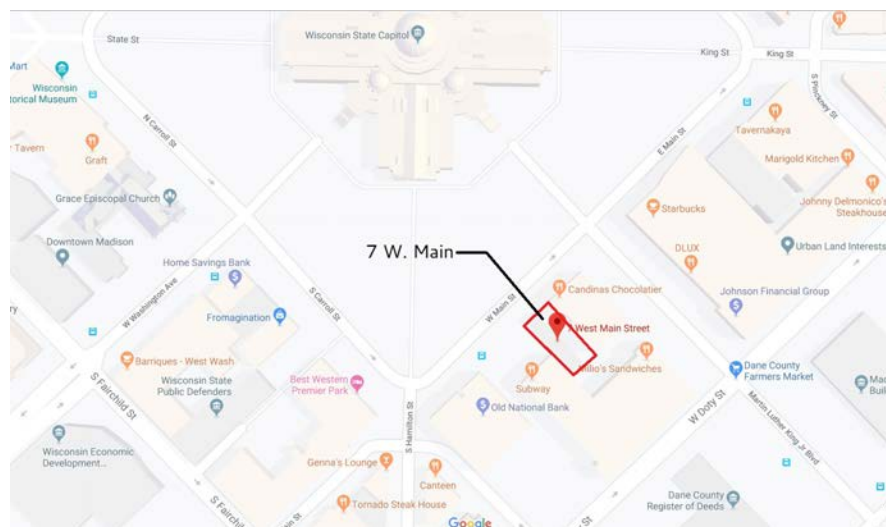 State St
Wisconsin State Capitol
King St
King St
Mart
Wisconsin
torical Museum
N Carroll St
S Pinckney St
E Main St
Tavernakaya
Tavern
Graft
Marigold Kitchen
Grace Episcopal Church
Starbucks
Johnny Delmonico's
Steakhouse
Downtown Madison
7 W. Main
DLUX
Urban Land Interests
Home Savings Bank
W Washington Ave
S Carroll St
W Main St
Candinas Chocolatier
Johnson Financial Group
Fromagination
West Main Street
Barriques - West Wash
Milio's Sandwiches
Dane County
Farmers Market
S Fairchild St
Wisconsin State
Public Defenders
Best Western
Premier Park
Subway
Old National Bank
W Doty St
Martin Luther King Jr Blvd
S Hamilton St
Wisconsin Economic
Development...
Genna's Lounge
Canteen
S Fairchild St
Tornado Steak House
Dane County
Register of Deeds
Google